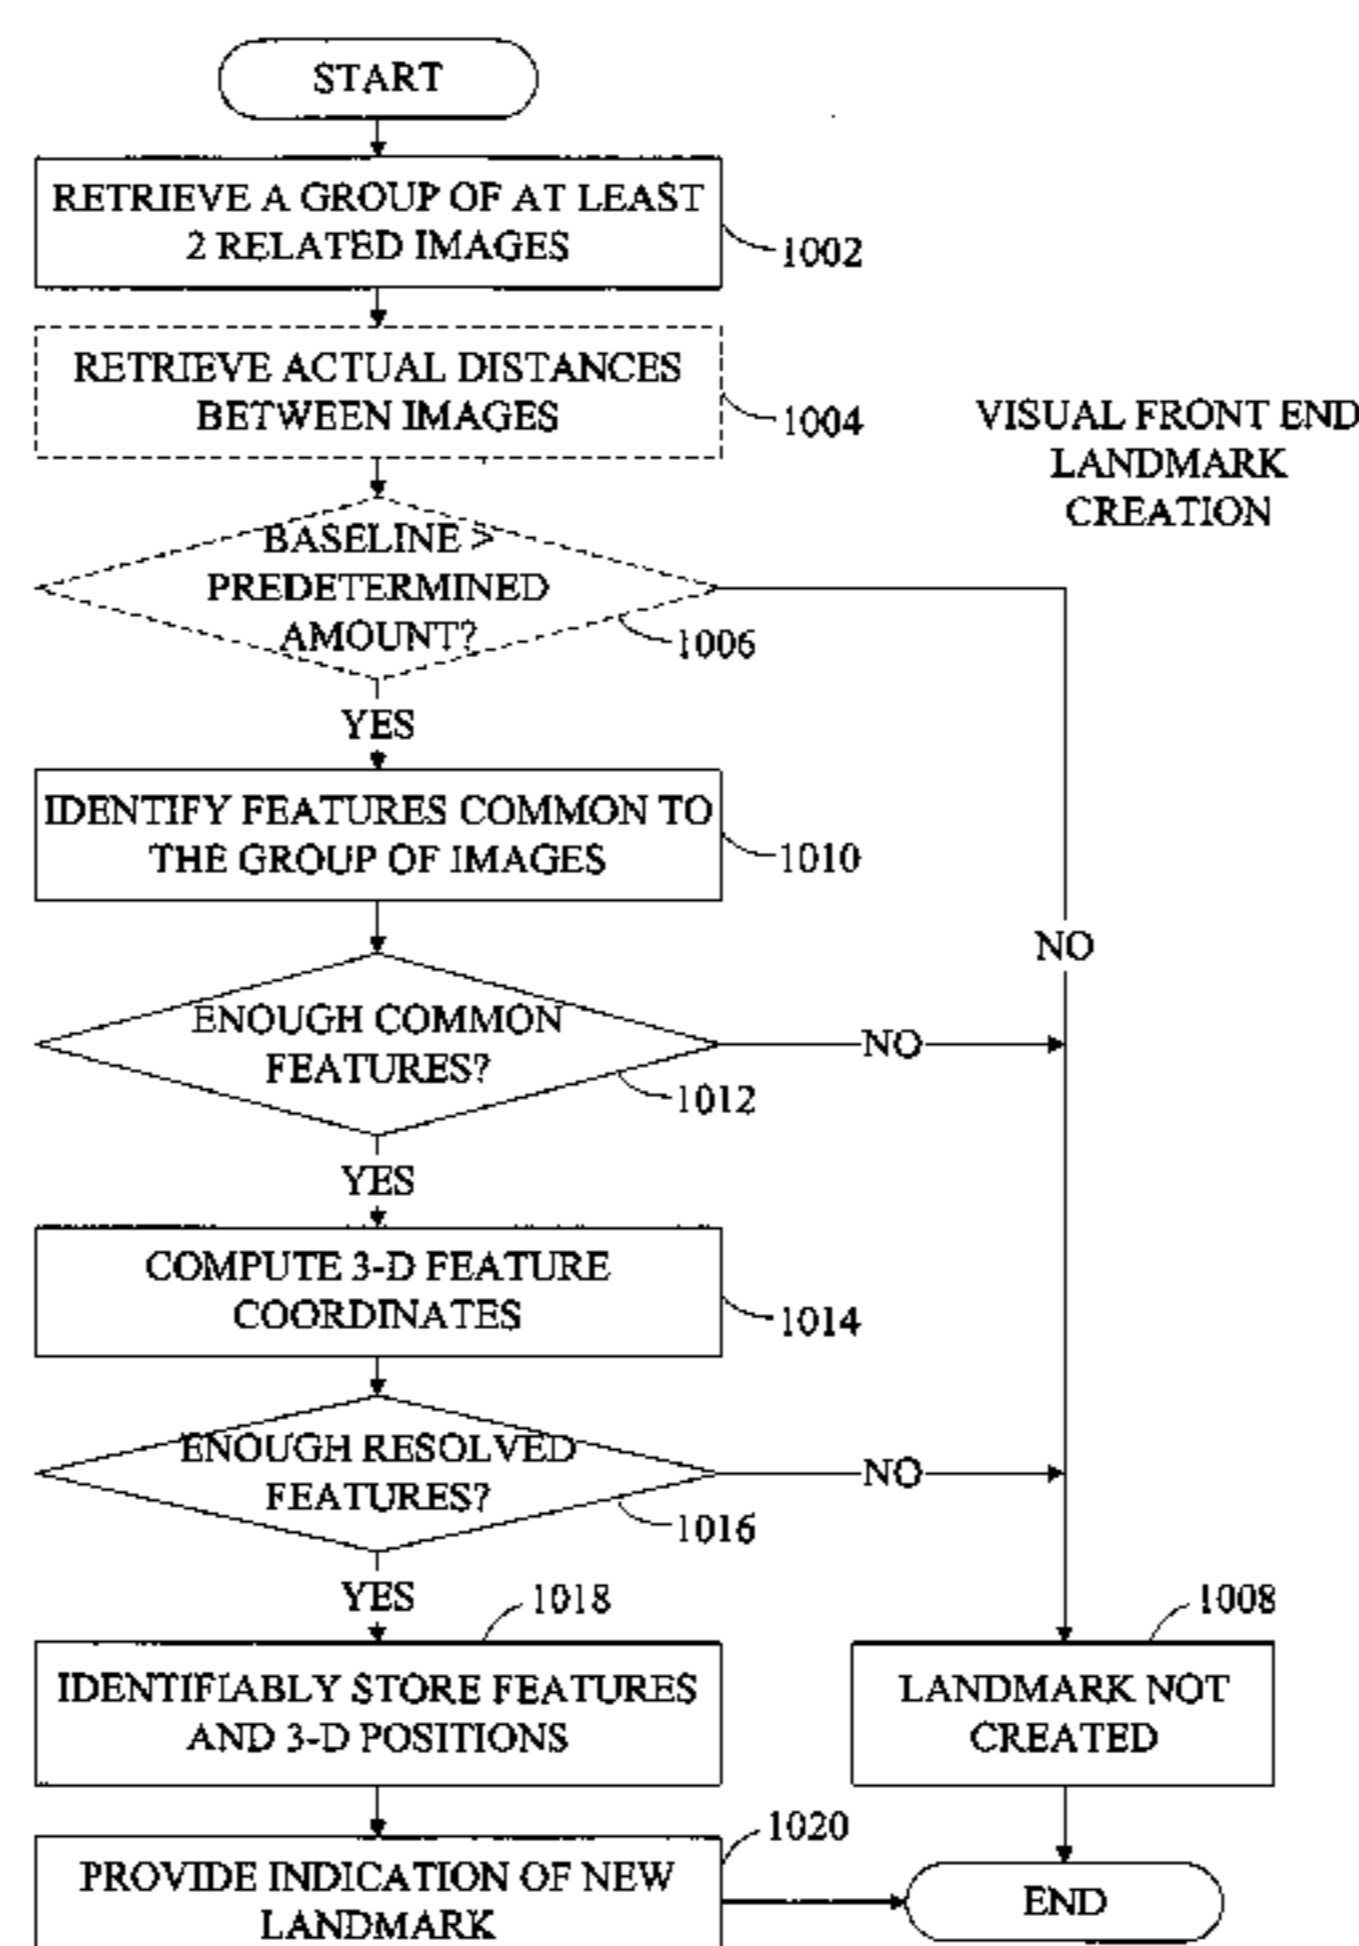 START
RETRIEVE A GROUP OF AT LEAST
2 RELATED IMAGES
1002
RETRIEVE ACTUAL DISTANCES
BETWEEN IMAGES
1004
VISUAL FRONT END
LANDMARK
CREATION
BASELINE >
PREDETERMINED
AMOUNT?
1006
YES
IDENTIFY FEATURES COMMON TO
THE GROUP OF IMAGES
1010
NO
ENOUGH COMMON
FEATURES?
NO
1012
YES
COMPUTE 3-D FEATURE
COORDINATES
1014
ENOUGH RESOLVED
FEATURES?
NO
1016
YES
1018
1008
IDENTIFIABLY STORE FEATURES
AND 3-D POSITIONS
LANDMARK NOT
CREATED
1020
PROVIDE INDICATION OF NEW
LANDMARK
END